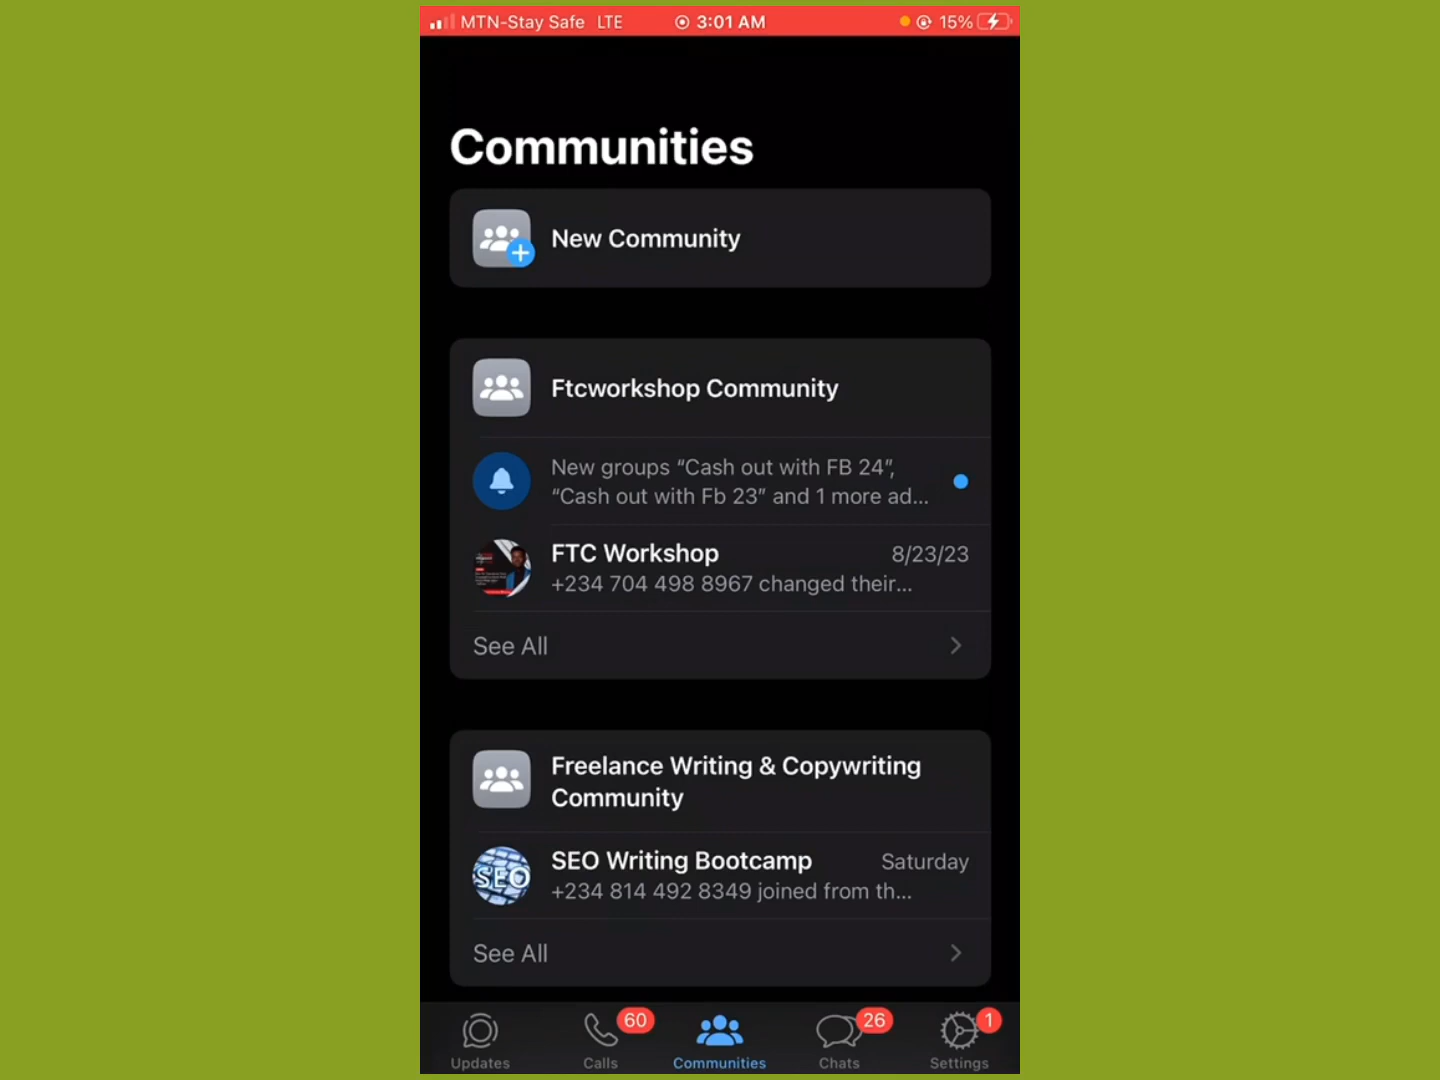 MTN-Stay Safe LTE 3:01 AM 15%
Communities
New Community
Ftcworkshop Community
New groups “Cash out with FB 24”,
“Cash out with Fb 23” and 1 more ad...
FTC Workshop 8/23/23
+234 704 498 8967 changed their...
See All
Freelance Writing & Copywriting
Community
SEO
SEO Writing Bootcamp Saturday
+234 814 492 8349 joined from th...
See All
60 26 1
Updates Calls Communities Chats Settings